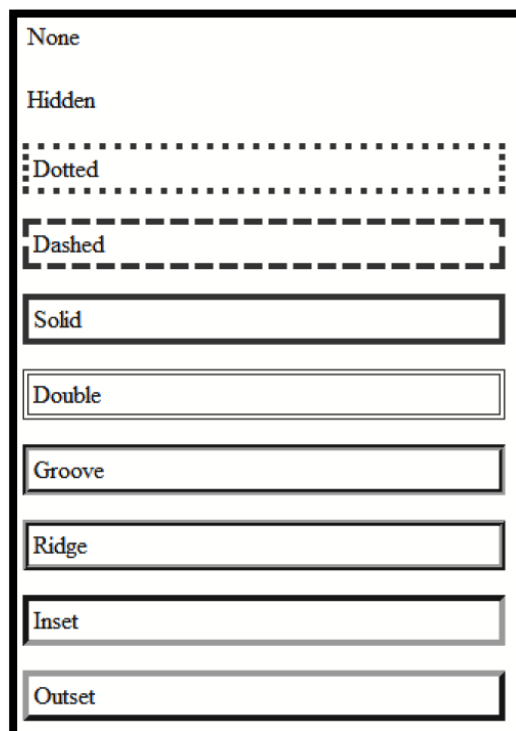 None
Hidden
Dotted
Dashed
Solid
Double
Groove
Ridge
Inset
Outset